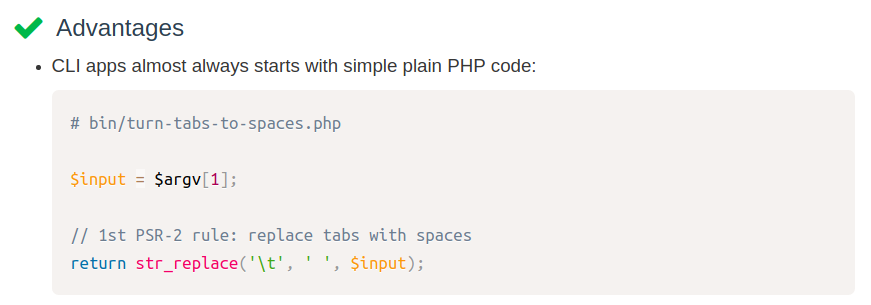 Advantages
• CLI apps almost always starts with simple plain PHP code:
# bin/turn-tabs-to-spaces.php
$input = $argv[1];
// 1st PSR-2 rule: replace tabs with spaces
return str_replace('\t', ' ', $input);